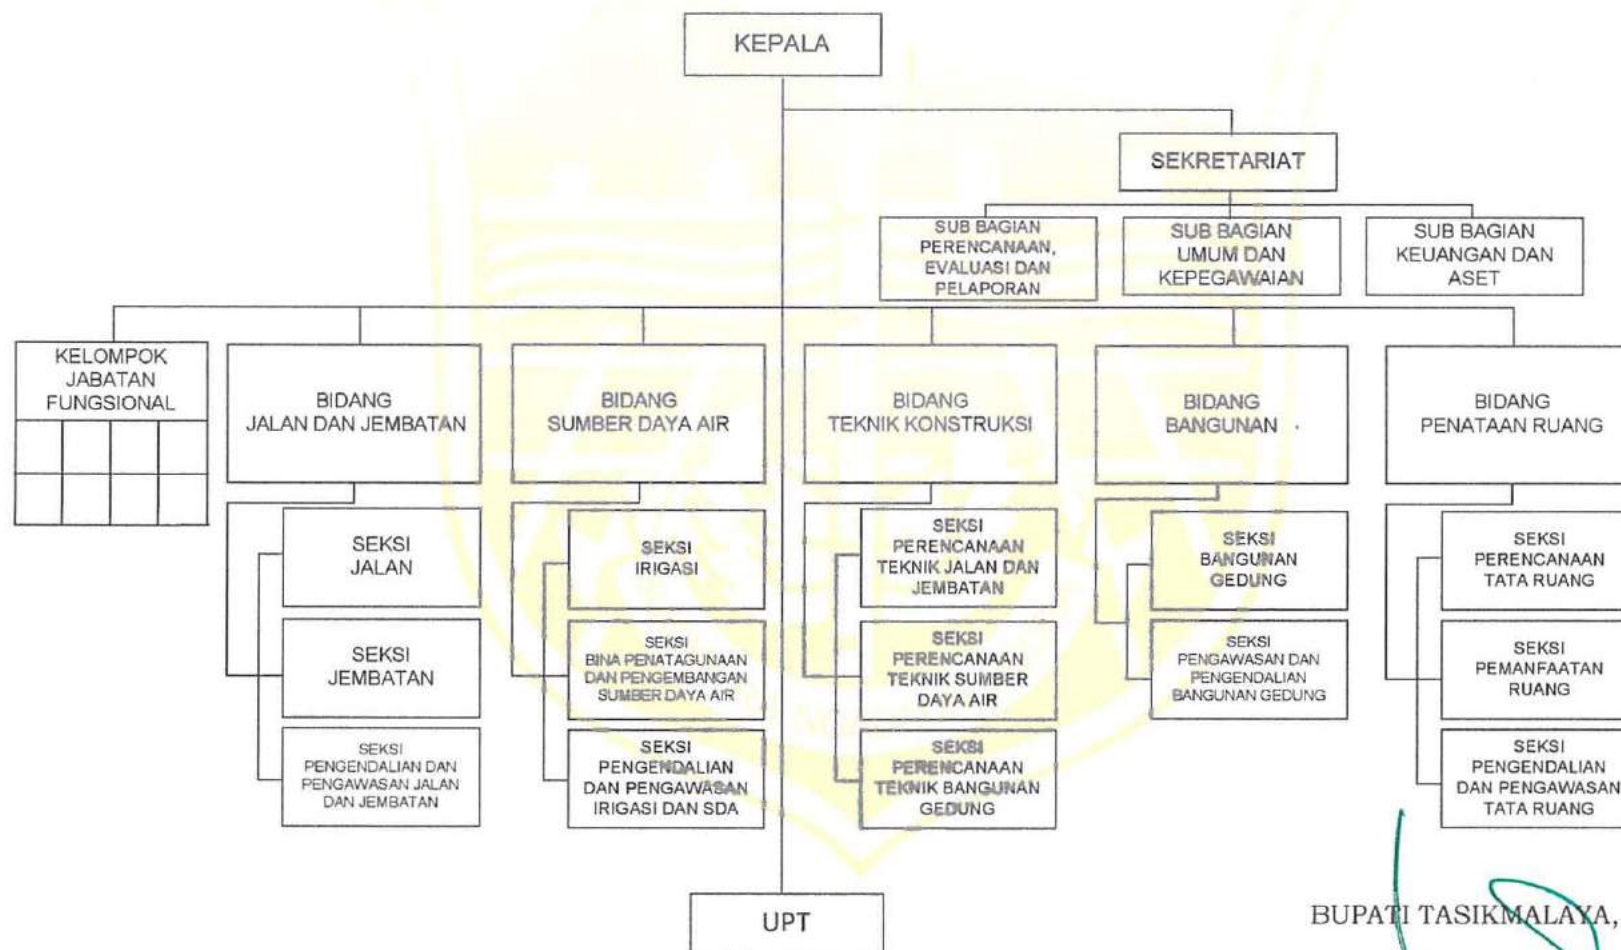 KEPALA
SEKRETARIAT
SUB BAGIAN
PERENCANAAN,
EVALUASI DAN
PELAPORAN
SUB BAGIAN
UMUM DAN
KEPEGAWAIAN
SUB BAGIAN
KEUANGAN DAN
ASET
KELOMPOK
JABATAN
FUNGSIONAL
BIDANG
JALAN DAN JEMBATAN
BIDANG
SUMBER DAYA AIR
BIDANG
TEKNIK KONSTRUKSI
BIDANG
BANGUNAN
BIDANG
PENATAAN RUANG
SEKSI
JALAN
SEKSI
JEMBATAN
SEKSI
PENGENDALIAN DAN
PENGAWASAN JALAN
DAN JEMBATAN
SEKSI
IRIGASI
SEKSI
BINA PENATAGUNAAN
DAN PENGEMBANGAN
SUMBER DAYA AIR
SEKSI
PENGENDALIAN
DAN PENGAWASAN
IRIGASI DAN SDA
SEKSI
PERENCANAAN
TEKNIK JALAN DAN
JEMBATAN
SEKSI
PERENCANAAN
TEKNIK SUMBER
DAYA AIR
SEKSI
PERENCANAAN
TEKNIK BANGUNAN
GEDUNG
SEKSI
BANGUNAN
GEDUNG
SEKSI
PENGAWASAN DAN
PENGENDALIAN
BANGUNAN GEDUNG
SEKSI
PERENCANAAN
TATA RUANG
SEKSI
PEMANFAATAN
RUANG
SEKSI
PENGENDALIAN
DAN PENGAWASAN
TATA RUANG
UPT
BUPATI TASIKMALAYA,